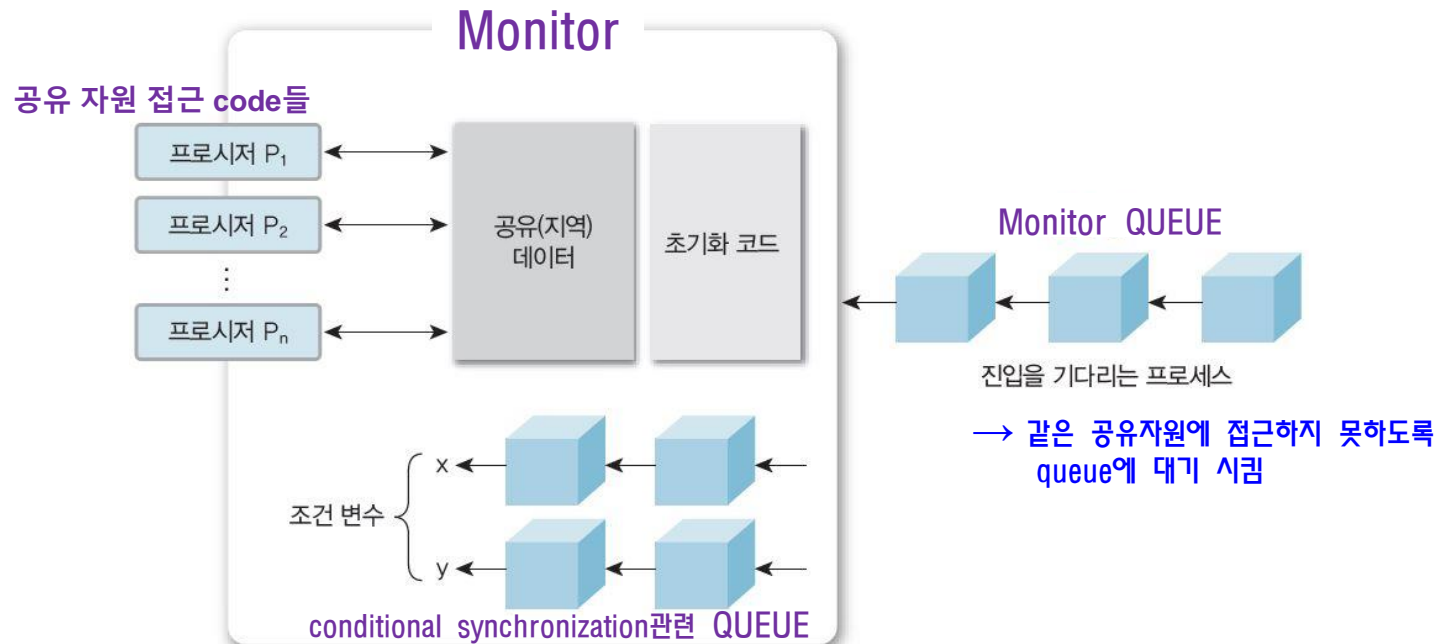 Monitor
공유 자원 접근 code들
프로시저 P₁
프로시저 P₂
⋮
프로시저 Pₙ
공유(지역)
데이터
초기화 코드
Monitor QUEUE
진입을 기다리는 프로세스
→ 같은 공유자원에 접근하지 못하도록
queue에 대기 시킴
조건 변수
x
y
conditional synchronization관련 QUEUE